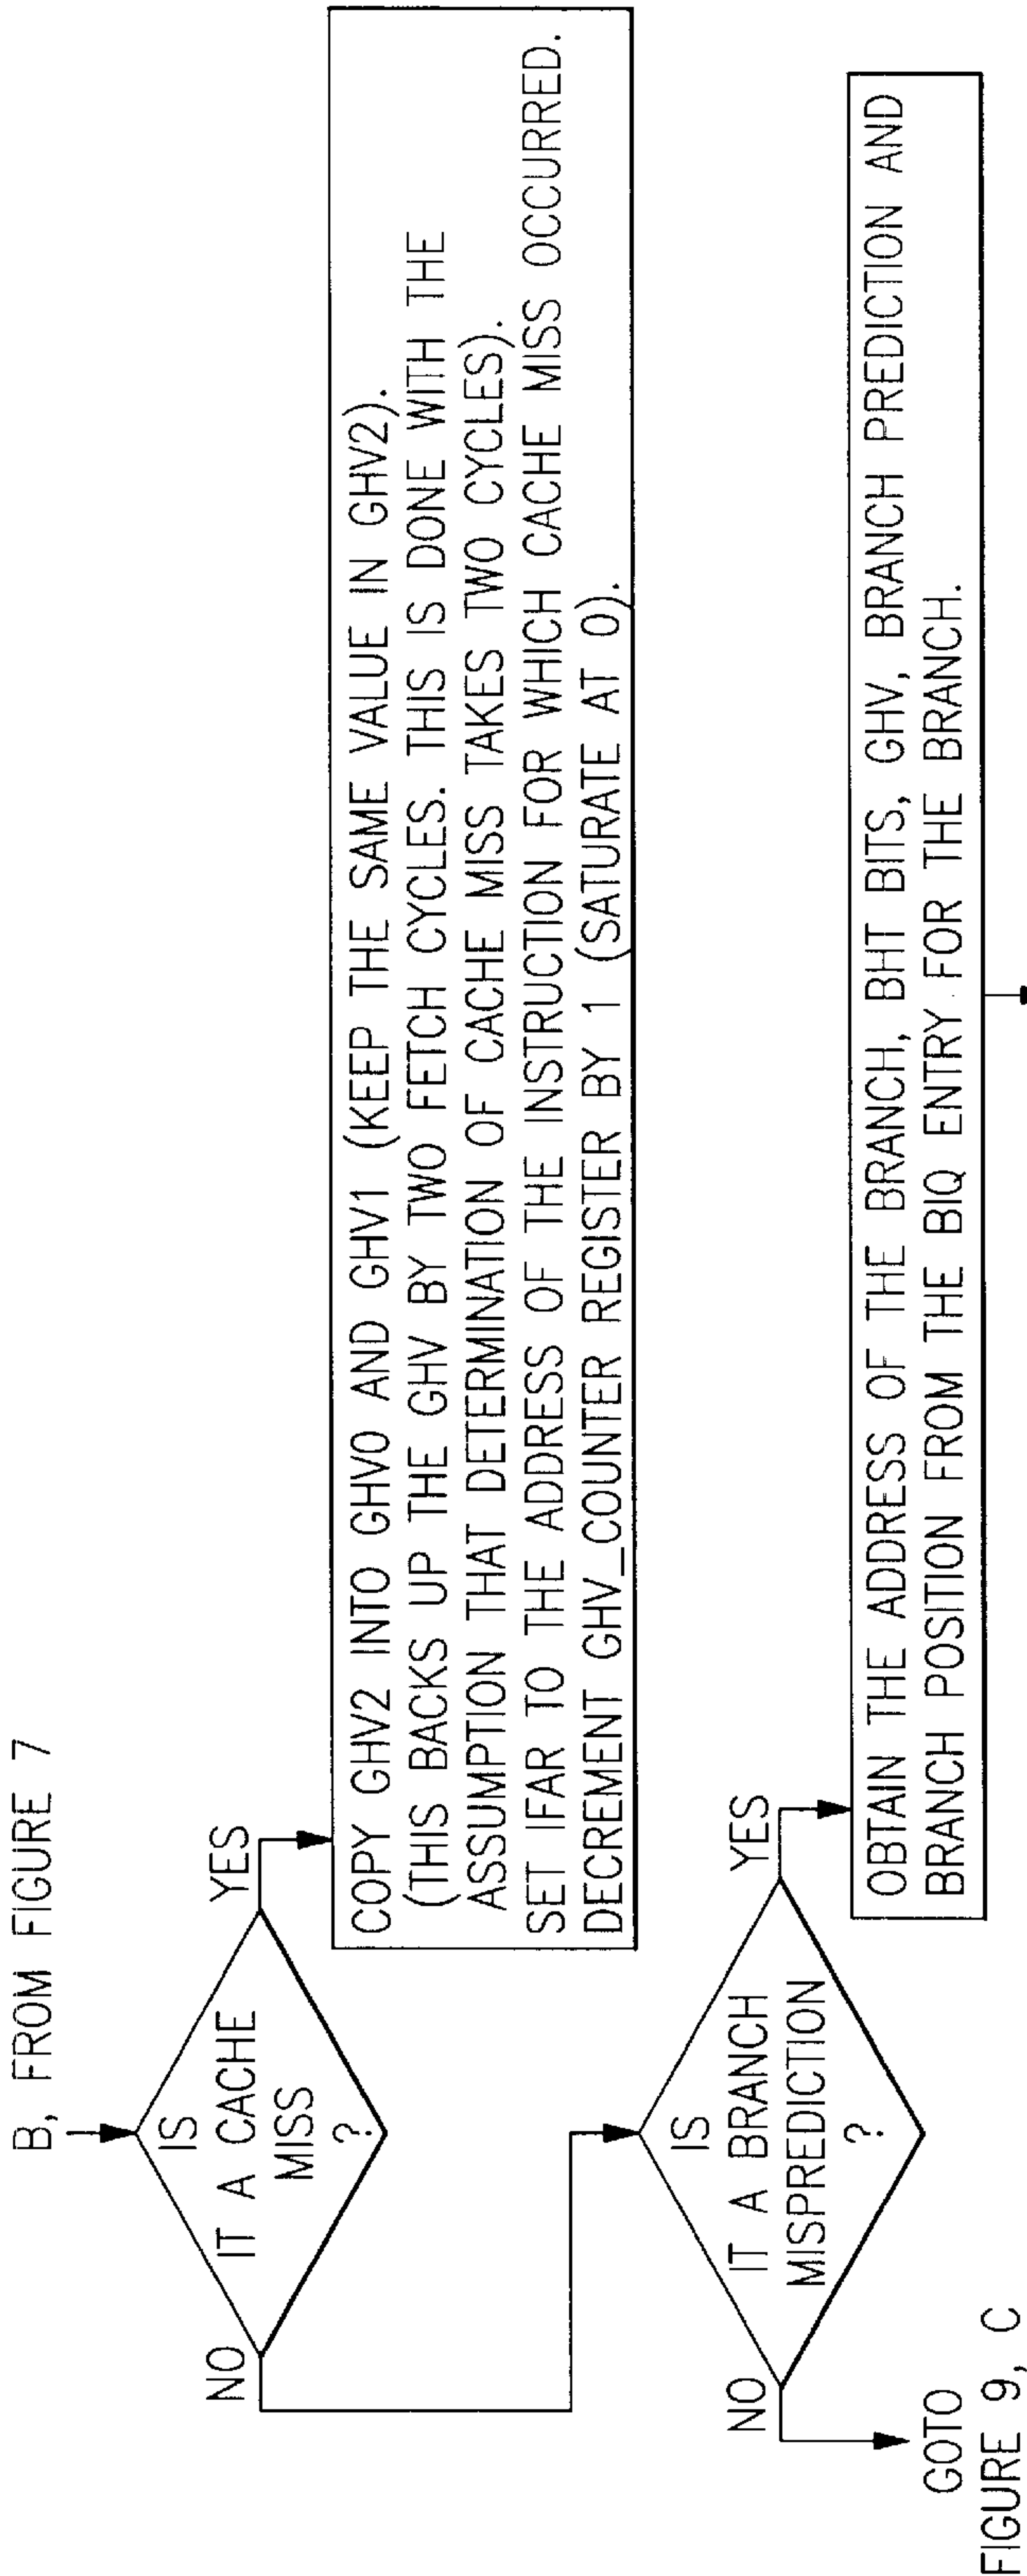 B, FROM FIGURE 7
IS
IT A CACHE
MISS
?
YES
NO
COPY GHV2 INTO GHV0 AND GHV1 (KEEP THE SAME VALUE IN GHV2).
(THIS BACKS UP THE GHV BY TWO FETCH CYCLES. THIS IS DONE WITH THE
ASSUMPTION THAT DETERMINATION OF CACHE MISS TAKES TWO CYCLES).
SET IFAR TO THE ADDRESS OF THE INSTRUCTION FOR WHICH CACHE MISS OCCURRED.
DECREMENT GHV_COUNTER REGISTER BY 1 (SATURATE AT 0).
IS
IT A BRANCH
MISPREDICTION
?
YES
NO
OBTAIN THE ADDRESS OF THE BRANCH, BHT BITS, GHV, BRANCH PREDICTION AND
BRANCH POSITION FROM THE BIQ ENTRY FOR THE BRANCH.
GOTO
FIGURE 9, C